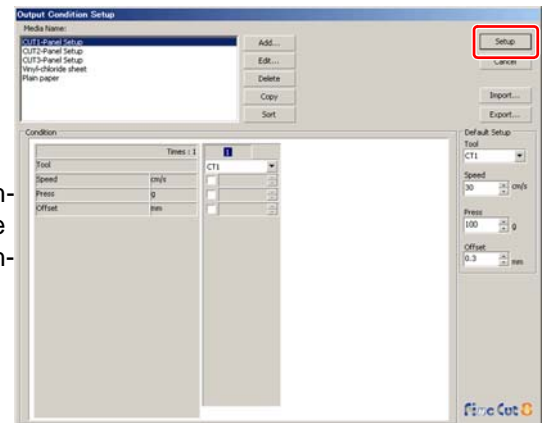 Output Condition Setup
Media Name:
CUT1-Panel Setup
CUT2-Panel Setup
CUT3-Panel Setup
Vinyl-chloride sheet
Plain paper
Add...
Edit...
Delete
Copy
Sort
Setup
Cancel
Import...
Export...
Condition
Times : 1
1
Tool
CT1
Speed
cm/s
Press
g
Offset
mm
Default Setup
Tool
CT1
Speed
30
cm/s
Press
100
g
Offset
0.3
mm
n-
e
n-
Fine Cut 8